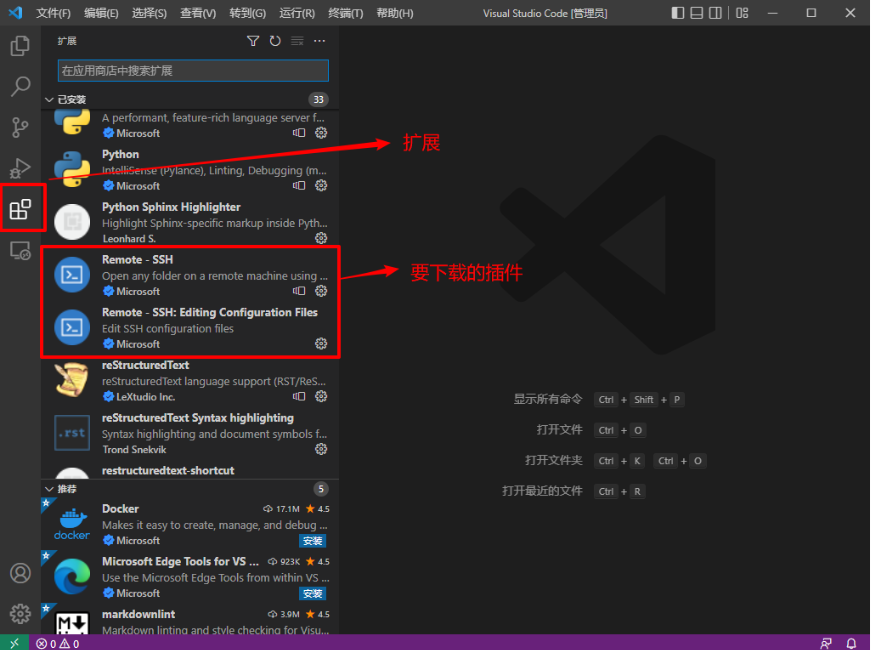 文件(F) 编辑(E) 选择(S) 查看(V) 转到(G) 运行(R) 终端(T) 帮助(H) Visual Studio Code [管理员]
扩展
在应用商店中搜索扩展
已安装 33
A performant, feature-rich language server f...
Microsoft
Python
IntelliSense (Pylance), Linting, Debugging (m...
Microsoft
Python Sphinx Highlighter
Highlight Sphinx-specific markup inside Pyth...
Leonhard S.
Remote - SSH
Open any folder on a remote machine using ...
Microsoft
Remote - SSH: Editing Configuration Files
Edit SSH configuration files
Microsoft
reStructuredText
reStructuredText language support (RST/ReS...
LeXtudio Inc.
.rst
reStructuredText Syntax highlighting
Syntax highlighting and document symbols f...
Trond Snekvik
restructuredtext-shortcut
推荐 5
docker
Docker 17.1M 4.5
Makes it easy to create, manage, and debug ...
Microsoft 安装
Microsoft Edge Tools for VS ... 923K 4.5
Use the Microsoft Edge Tools from within VS ...
Microsoft 安装
M
markdownlint 3.9M 4.5
Markdown linting and style checking for Visu...
扩展
要下载的插件
显示所有命令 Ctrl + Shift + P
打开文件 Ctrl + O
打开文件夹 Ctrl + K Ctrl + O
打开最近的文件 Ctrl + R
0 0